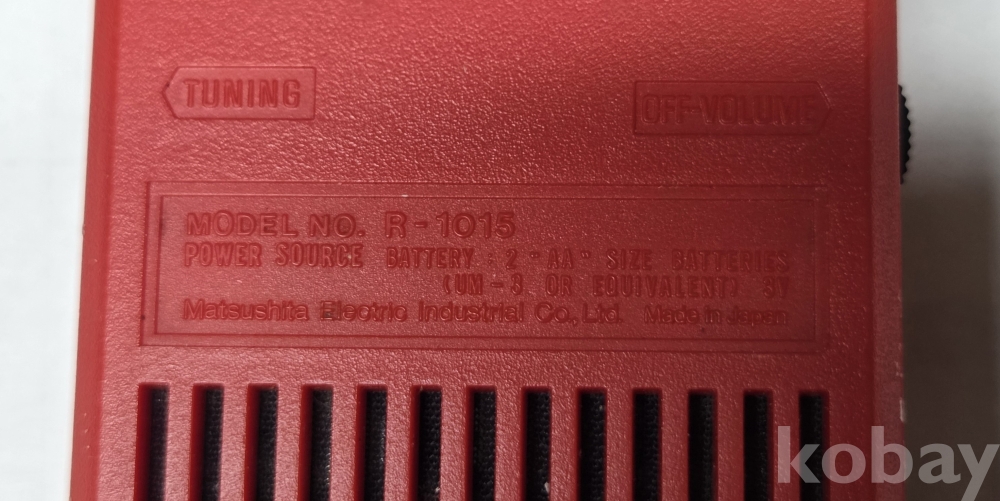 TUNING
OFF-VOLUME
MODEL NO. R-1015
POWER SOURCE BATTERY : 2 "AA" SIZE BATTERIES
(UM-3 OR EQUIVALENT) 3V
Matsushita Electric Industrial Co., Ltd. Made in Japan
kobay